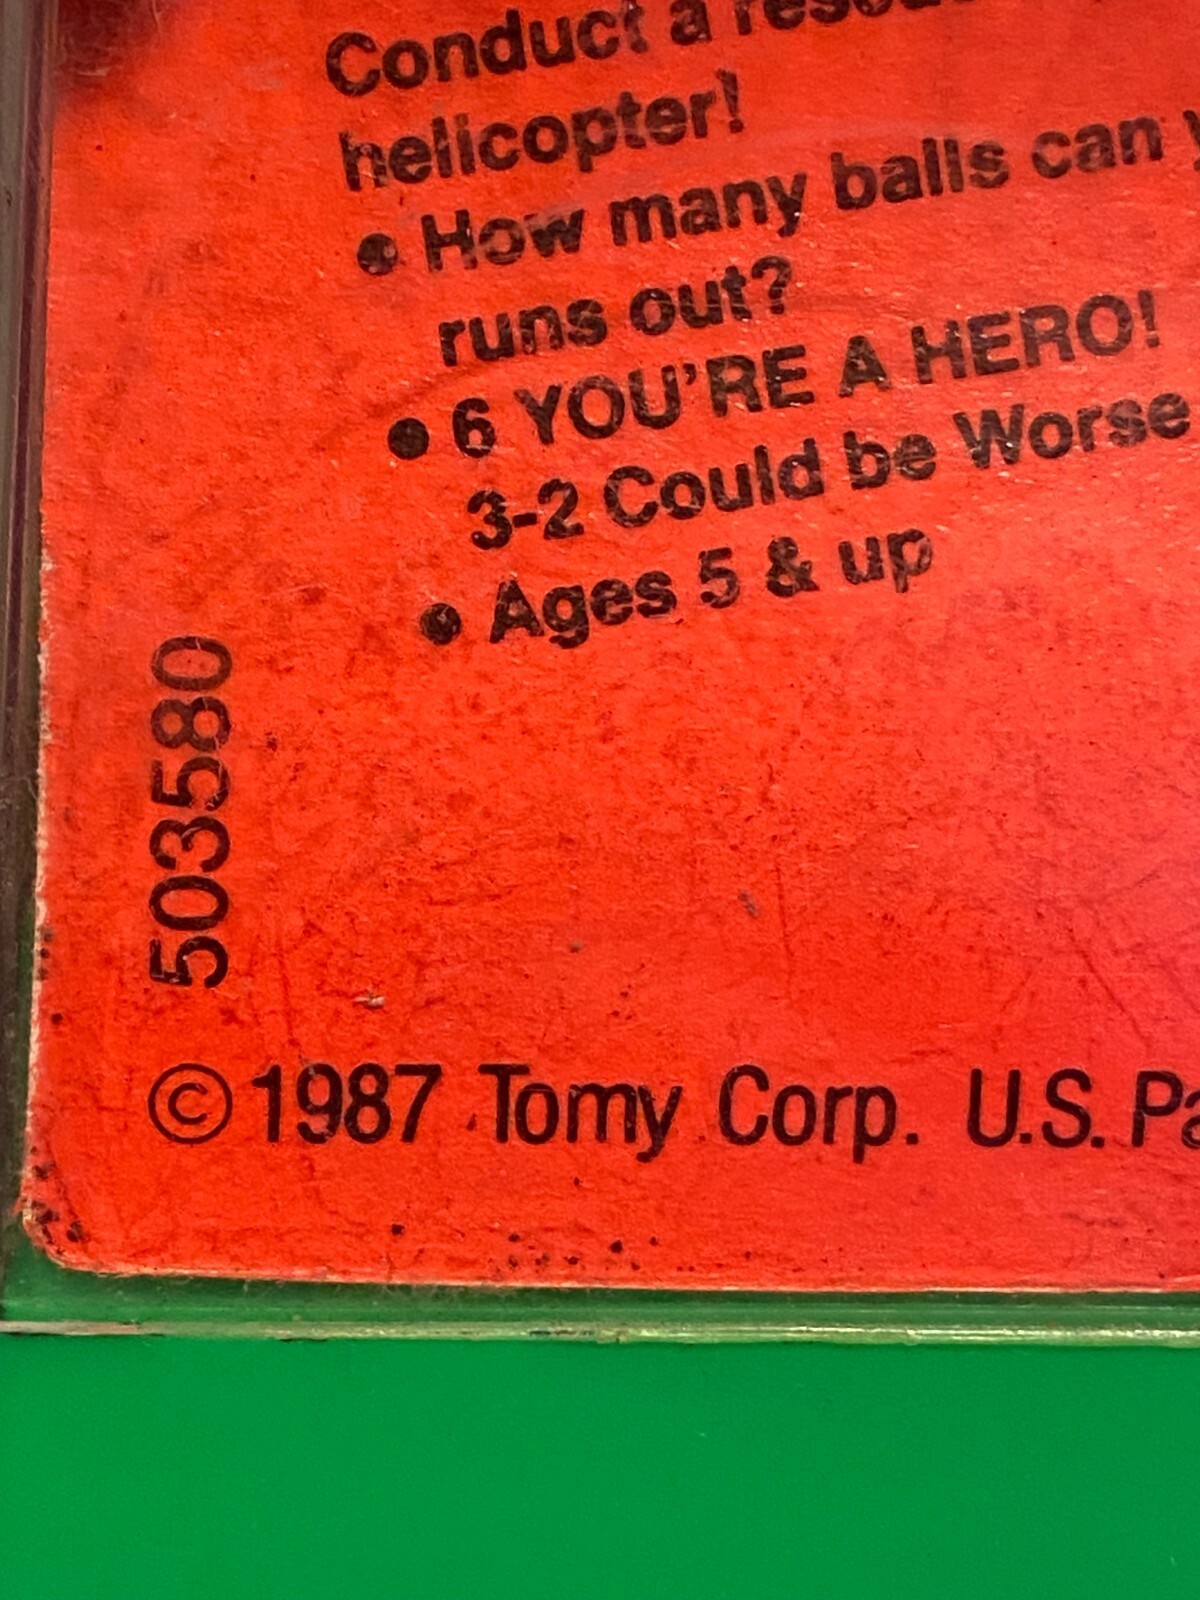 Conduct a
helicopter!
• How many balls can
runs out?
• 6 YOU'RE A HERO!
3-2 Could be Worse
• Ages 5 & up
503580
© 1987 Tomy Corp. U.S.